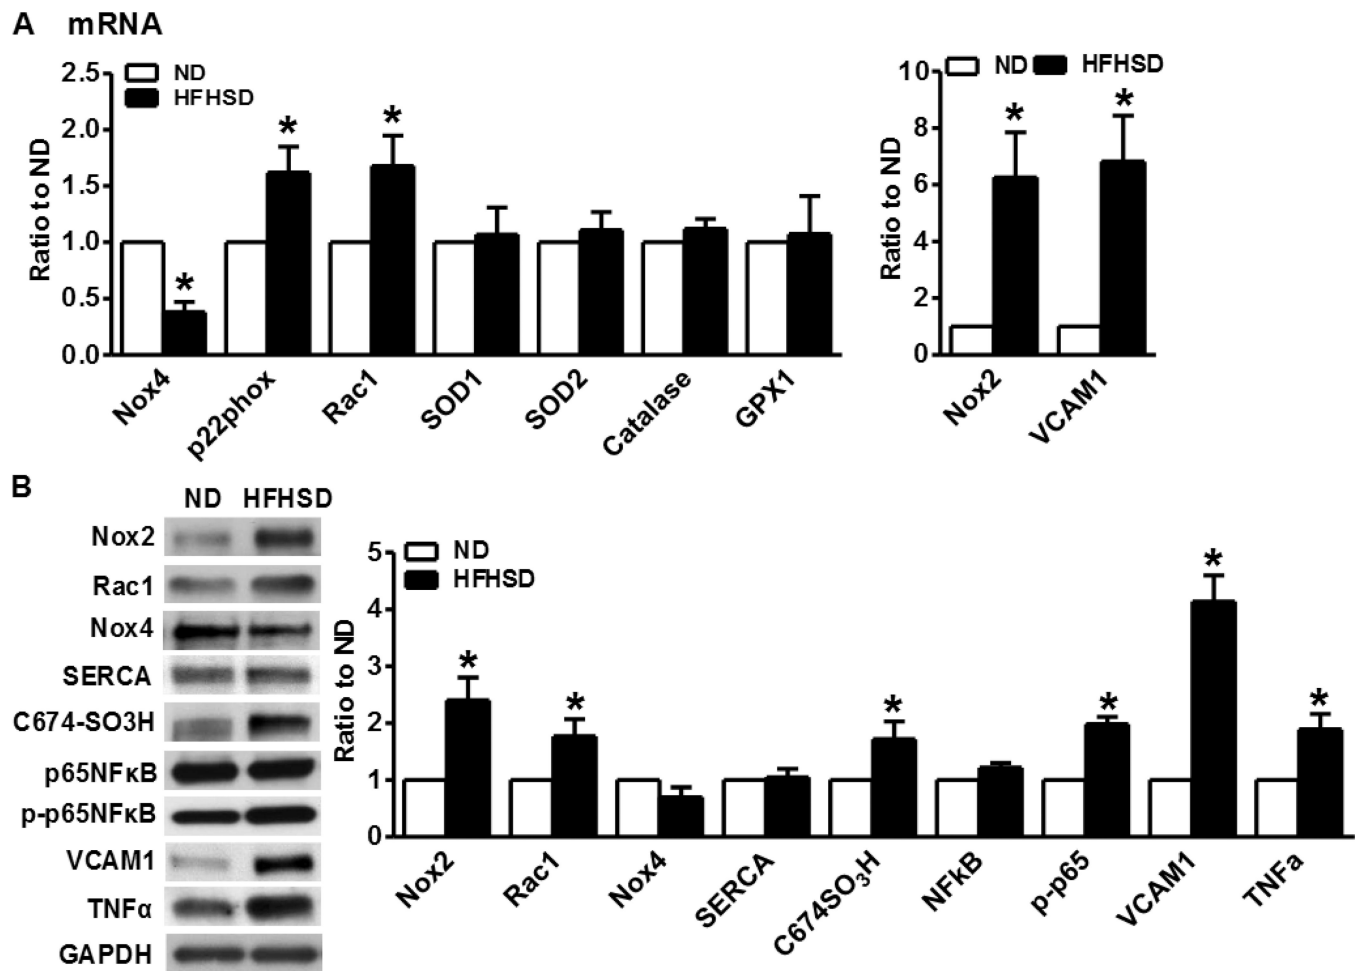 A mRNA
2.5
2.0
1.5
1.0
0.5
0.0
Ratio to ND
ND
HFHSD
*
*
*
Nox4
p22phox
Rac1
SOD1
SOD2
Catalase
GPX1
10
8
6
4
2
0
Ratio to ND
ND HFHSD
*
*
Nox2
VCAM1
B
ND HFHSD
Nox2
Rac1
Nox4
SERCA
C674-SO3H
p65NFκB
p-p65NFκB
VCAM1
TNFα
GAPDH
5
4
3
2
1
0
Ratio to ND
ND
HFHSD
*
*
*
*
*
*
Nox2
Rac1
Nox4
SERCA
C674SO₃H
NFkB
p-p65
VCAM1
TNFa